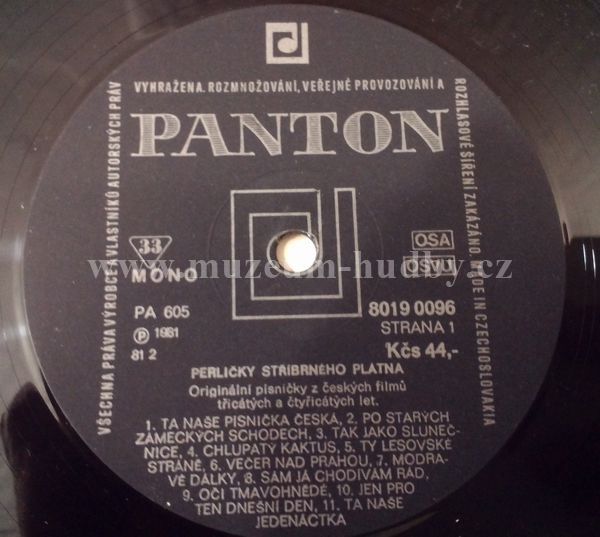 VYHRAŽENA. ROZMNOŽOVÁNÍ, VEŘEJNÉ PROVOZOVÁNÍ A
ROZHLASOVÉ ŠÍŘENÍ ZAKÁZÁNO. MADE IN CZECHOSLOVAKIA
VŠECHNA PRÁVA VÝROBCE I VLASTNÍKŮ AUTORSKÝCH PRÁV
PANTON
33
MONO
OSA
OSVU
www.muzeum-hudby.cz
PA 605
8019 0096
Ⓟ 1981
STRANA 1
81 2
Kčs 44,-
PERLIČKY STŘÍBRNÉHO PLÁTNA
Originální písničky z českých filmů
třicátých a čtyřicátých let.
1. TA NAŠE PÍSNIČKA ČESKÁ, 2. PO STARÝCH
ZÁMECKÝCH SCHODECH, 3. TAK JAKO SLUNEČ-
NICE, 4. CHLUPATÝ KAKTUS, 5. TY LESOVSKÉ
STRÁNĚ, 6. VEČER NAD PRAHOU, 7. MODRA-
VÉ DÁLKY, 8. SÁM JÁ CHODÍVÁM RÁD,
9. OČI TMAVOHNĚDÉ, 10. JEN PRO
TEN DNEŠNÍ DEN, 11. TA NAŠE
JEDENÁCTKA